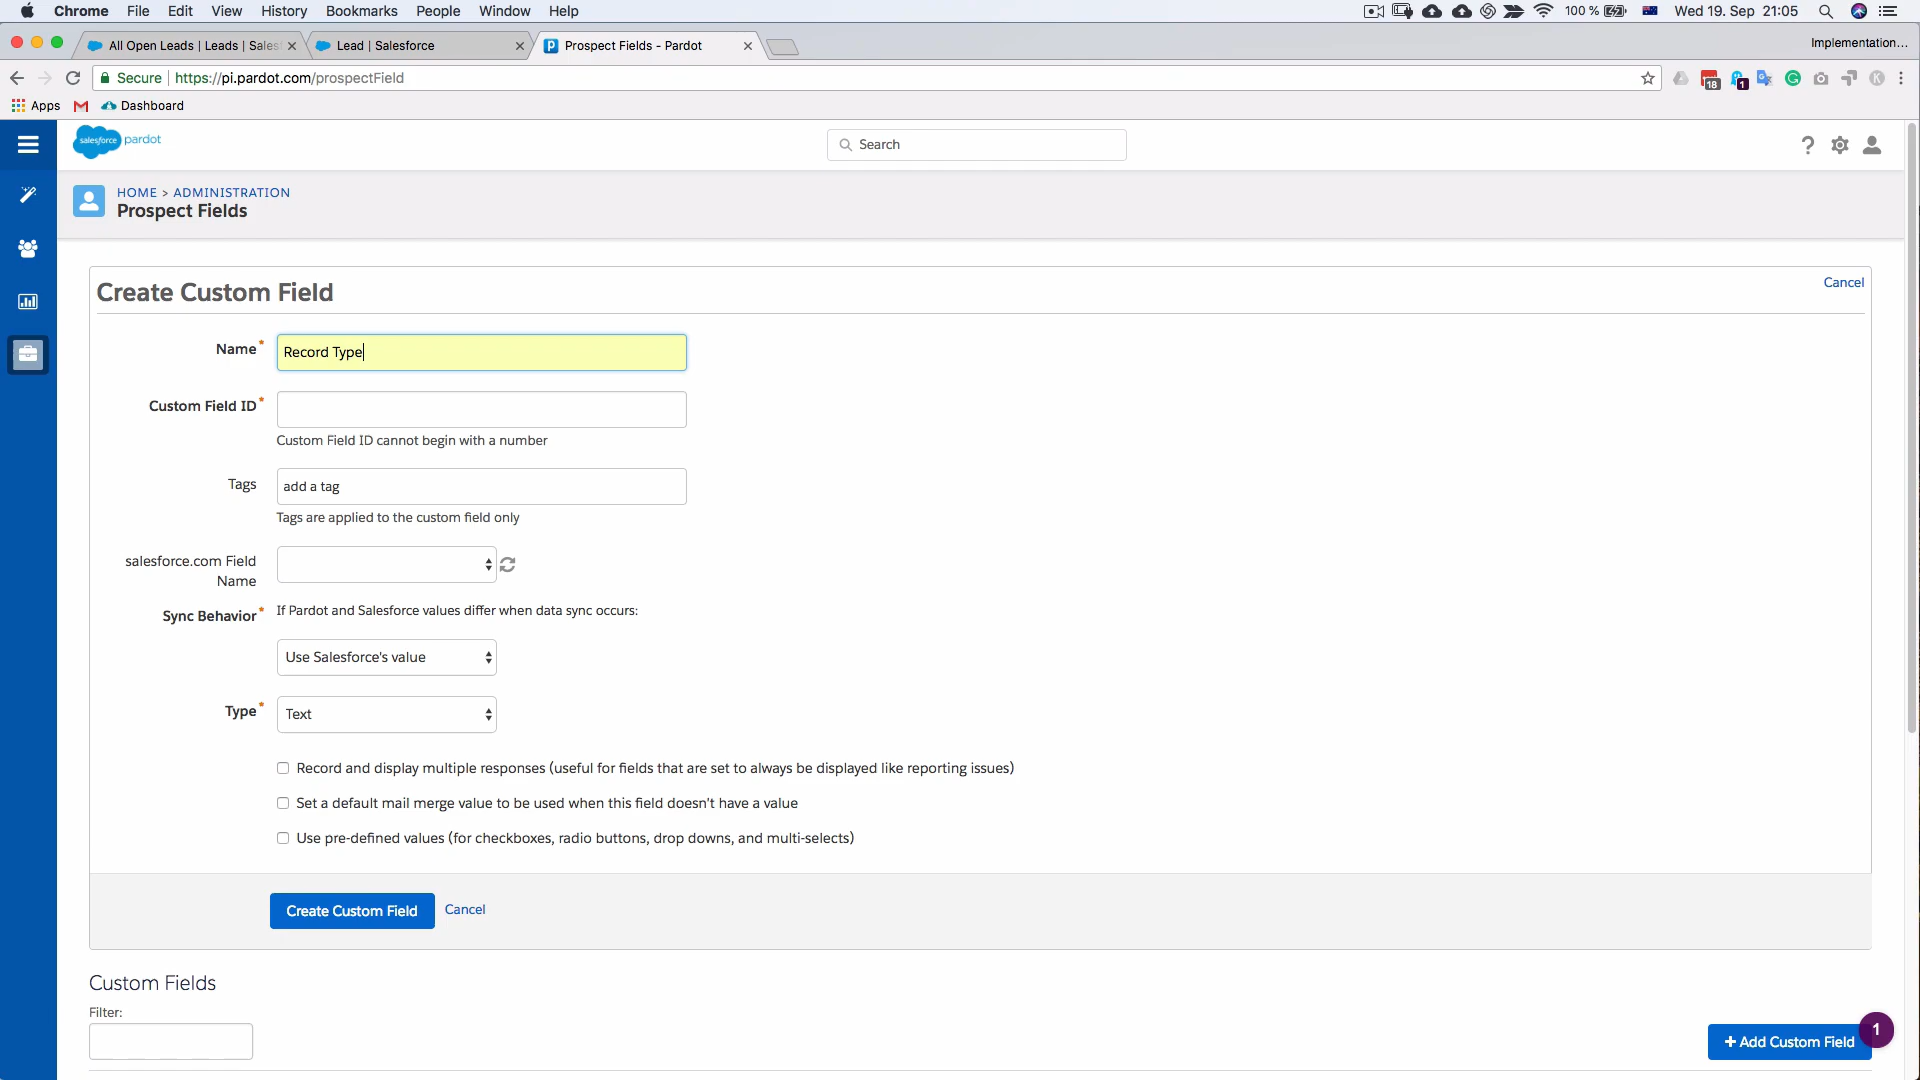 Chrome File Edit View History Bookmarks People Window Help 100 % Wed 19. Sep 21:05
All Open Leads | Leads | Sales Lead | Salesforce Prospect Fields - Pardot Implementation...
Secure https://pi.pardot.com/prospectField 18 1
Apps Dashboard
salesforce pardot Search
HOME > ADMINISTRATION
Prospect Fields
Create Custom Field Cancel
Name* Record Type
Custom Field ID*
Custom Field ID cannot begin with a number
Tags add a tag
Tags are applied to the custom field only
salesforce.com Field
Name
Sync Behavior* If Pardot and Salesforce values differ when data sync occurs:
Use Salesforce's value
Type* Text
Record and display multiple responses (useful for fields that are set to always be displayed like reporting issues)
Set a default mail merge value to be used when this field doesn't have a value
Use pre-defined values (for checkboxes, radio buttons, drop downs, and multi-selects)
Create Custom Field Cancel
Custom Fields
Filter:
+ Add Custom Field 1